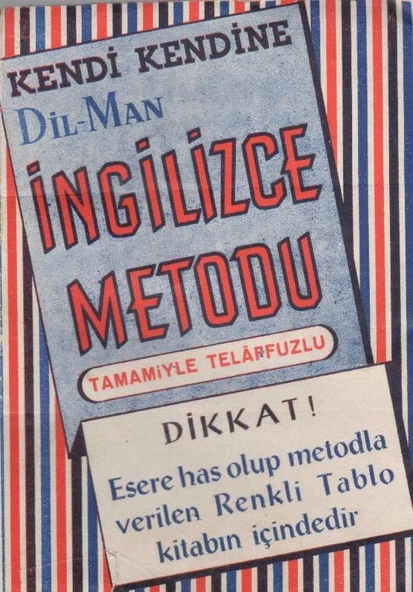 KENDİ KENDİNE
DİL-MAN
İNGİLİZCE
METODU
TAMAMİYLE TELÂFFUZLU
DİKKAT!
Esere has olup metodla
verilen Renkli Tablo
kitabın içindedir